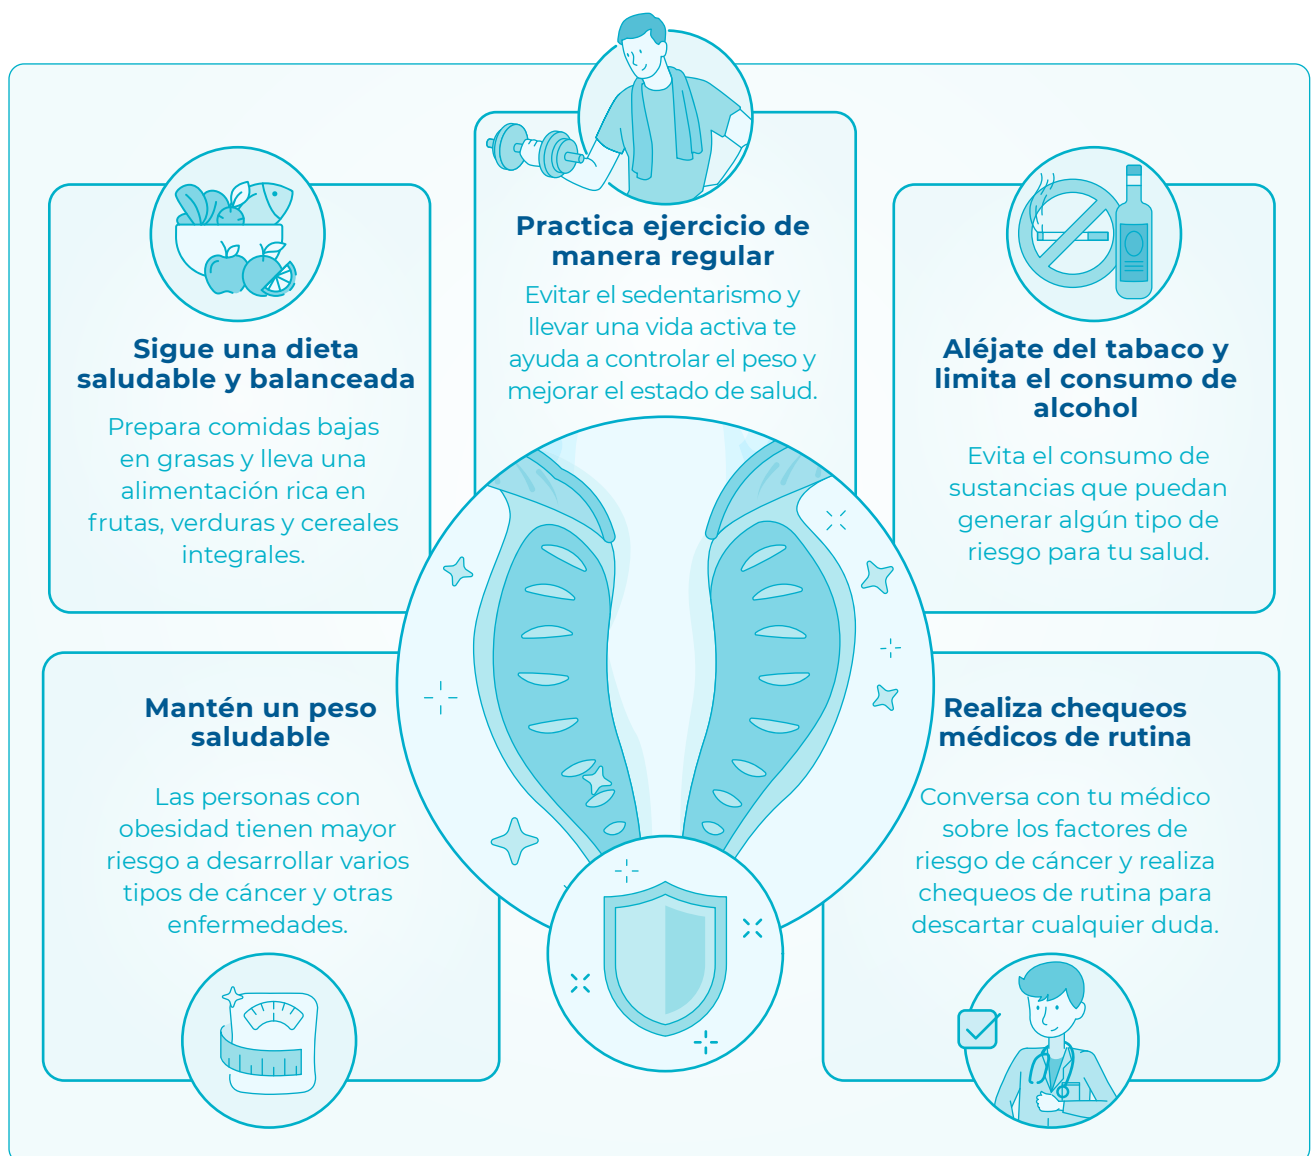 Practica ejercicio de
manera regular
Evitar el sedentarismo y
llevar una vida activa te
ayuda a controlar el peso y
mejorar el estado de salud.
Sigue una dieta
saludable y balanceada
Prepara comidas bajas
en grasas y lleva una
alimentación rica en
frutas, verduras y cereales
integrales.
Aléjate del tabaco y
limita el consumo de
alcohol
Evita el consumo de
sustancias que puedan
generar algún tipo de
riesgo para tu salud.
Mantén un peso
saludable
Las personas con
obesidad tienen mayor
riesgo a desarrollar varios
tipos de cáncer y otras
enfermedades.
Realiza chequeos
médicos de rutina
Conversa con tu médico
sobre los factores de
riesgo de cáncer y realiza
chequeos de rutina para
descartar cualquier duda.